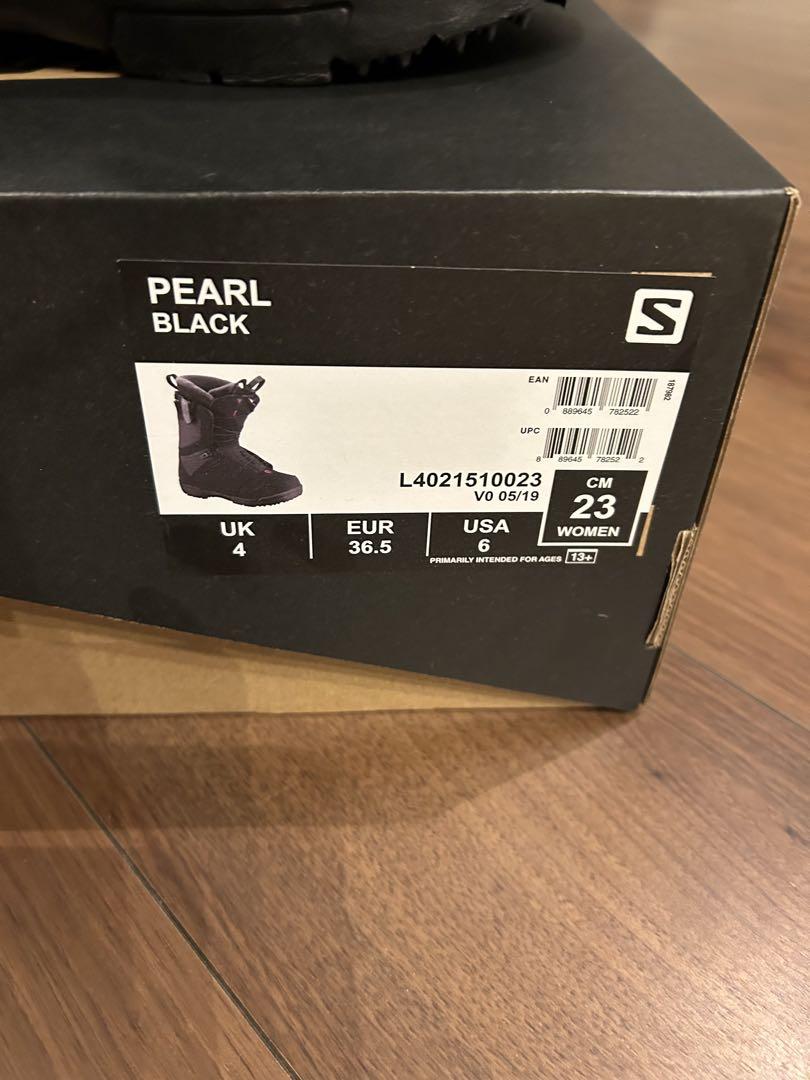 PEARL
BLACK
S
EAN
0 889645 782522
187982
UPC
8 89645 78252 2
L4021510023
V0 05/19
CM
23
WOMEN
UK
4
EUR
36.5
USA
6
PRIMARILY INTENDED FOR AGES 13+